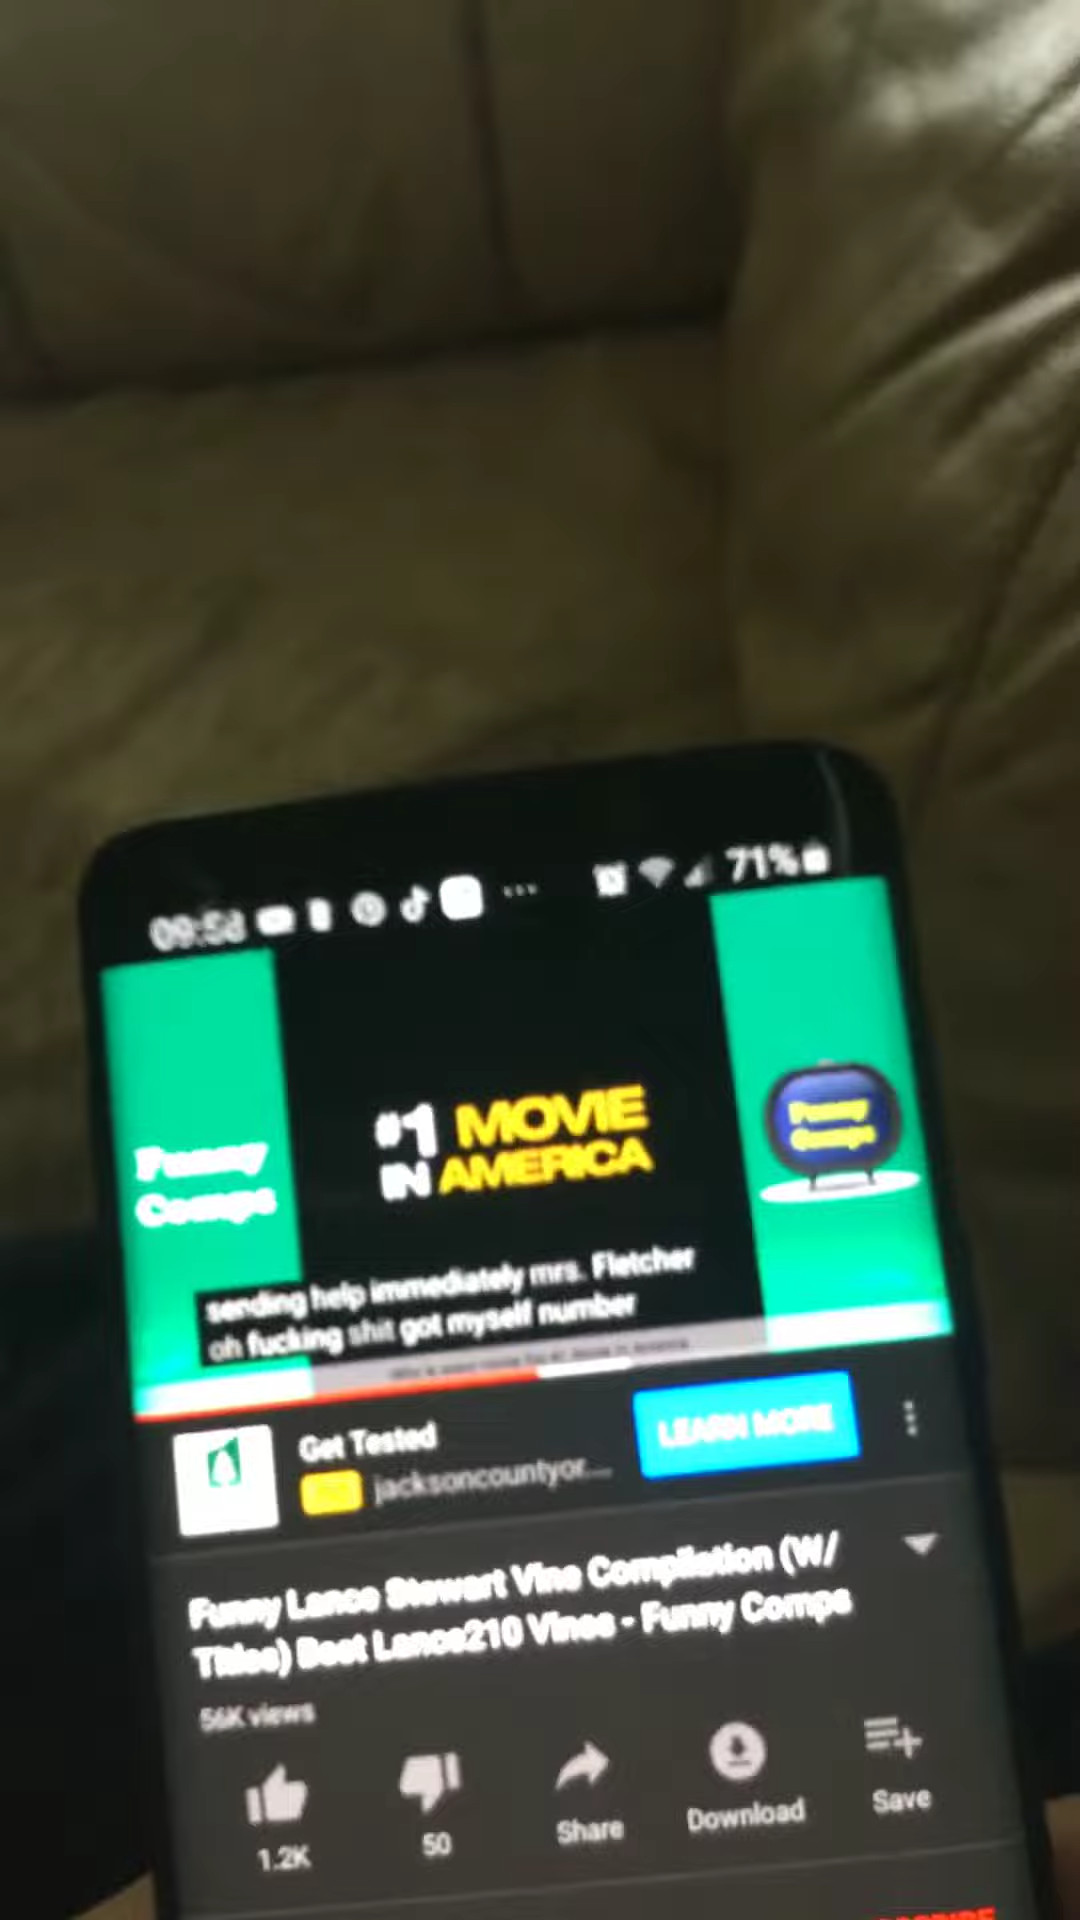 09:58 71%
#1 MOVIE
IN AMERICA
Funny
Comps
Funny
Comps
sending help immediately mrs. Fletcher
oh fucking shit got myself number
Get Tested
jacksoncountyor....
LEARN MORE
Funny Lance Stewart Vine Compilation (W/
Titles) Best Lance210 Vines - Funny Comps
56K views
1.2K
50
Share
Download
Save